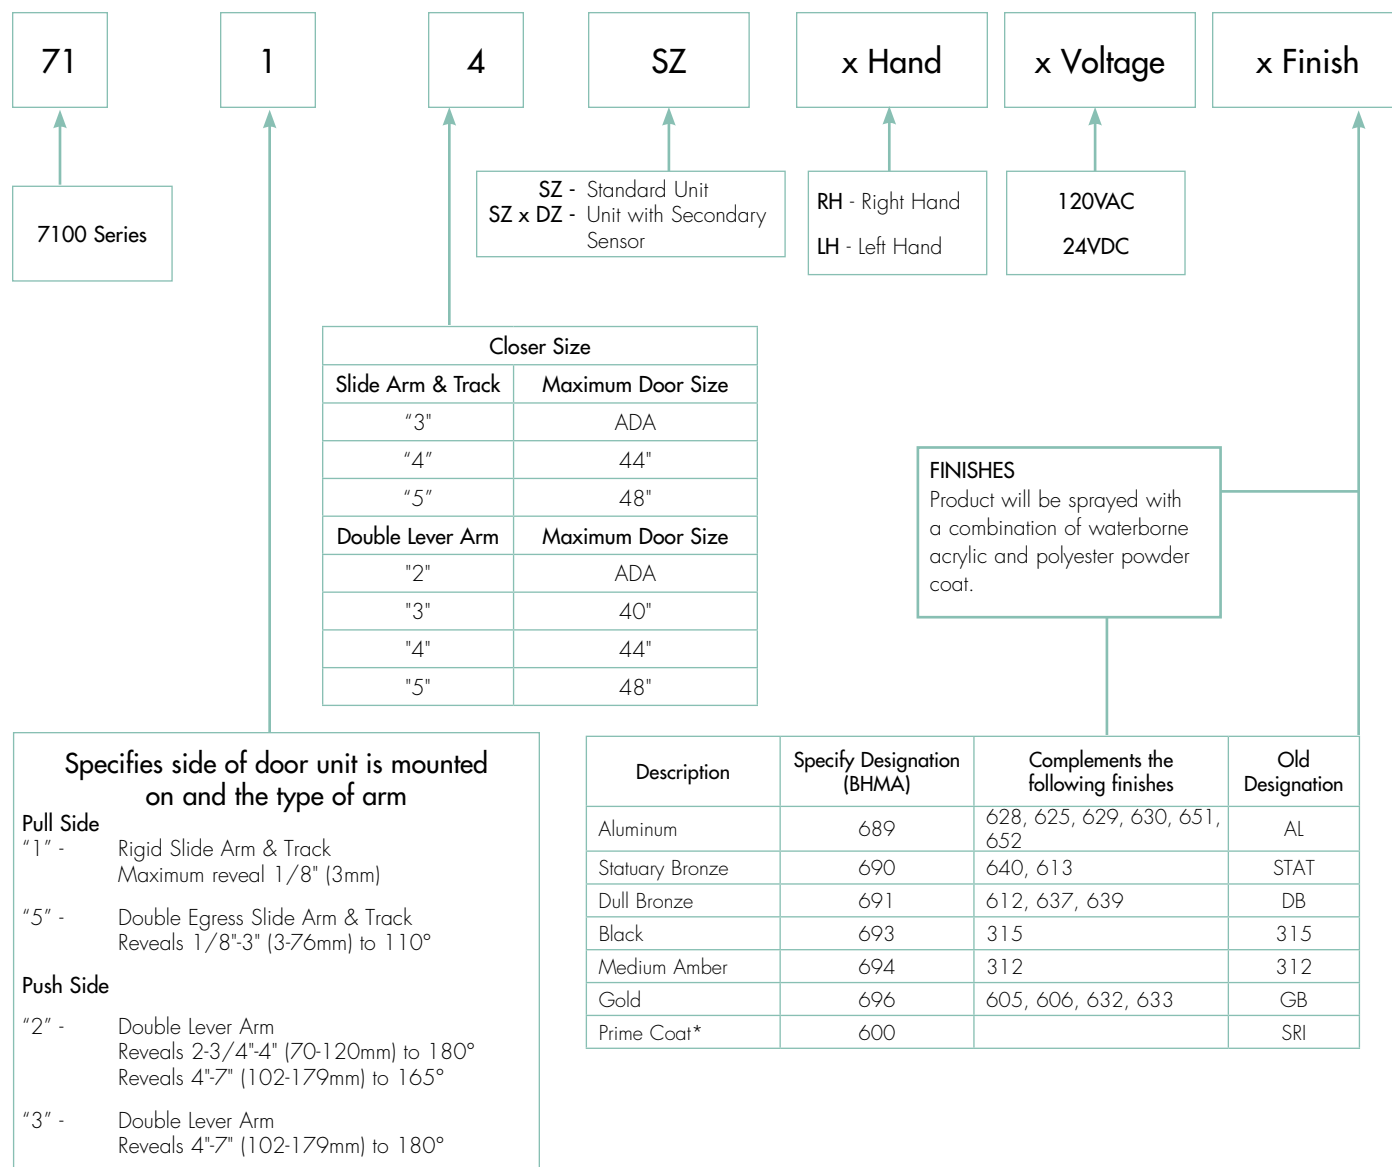 71 1 4 SZ x Hand x Voltage x Finish
7100 Series
SZ - Standard Unit
SZ x DZ - Unit with Secondary
Sensor
RH - Right Hand
LH - Left Hand
120VAC
24VDC
Closer Size
Slide Arm & Track Maximum Door Size
“3" ADA
“4” 44"
“5” 48"
Double Lever Arm Maximum Door Size
"2" ADA
"3" 40"
"4" 44"
"5" 48"
FINISHES
Product will be sprayed with
a combination of waterborne
acrylic and polyester powder
coat.
Specifies side of door unit is mounted
on and the type of arm
Pull Side
“1” - Rigid Slide Arm & Track
Maximum reveal 1/8" (3mm)
“5” - Double Egress Slide Arm & Track
Reveals 1/8"-3" (3-76mm) to 110°
Push Side
“2” - Double Lever Arm
Reveals 2-3/4"-4" (70-120mm) to 180°
Reveals 4"-7" (102-179mm) to 165°
“3” - Double Lever Arm
Reveals 4"-7" (102-179mm) to 180°
Description Specify Designation (BHMA) Complements the following finishes Old Designation
Aluminum 689 628, 625, 629, 630, 651, 652 AL
Statuary Bronze 690 640, 613 STAT
Dull Bronze 691 612, 637, 639 DB
Black 693 315 315
Medium Amber 694 312 312
Gold 696 605, 606, 632, 633 GB
Prime Coat* 600 SRI